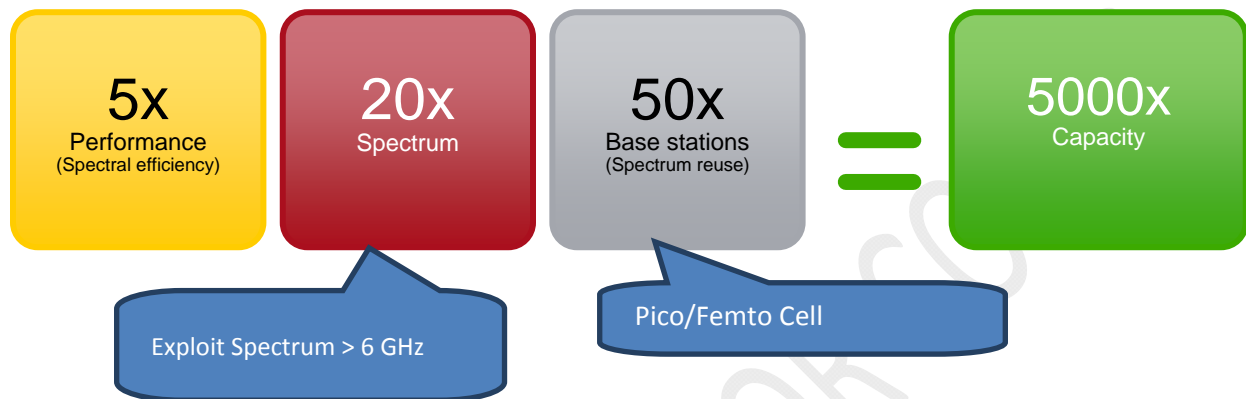 5x
Performance
(Spectral efficiency)
20x
Spectrum
50x
Base stations
(Spectrum reuse)
=
5000x
Capacity
Exploit Spectrum > 6 GHz
Pico/Femto Cell